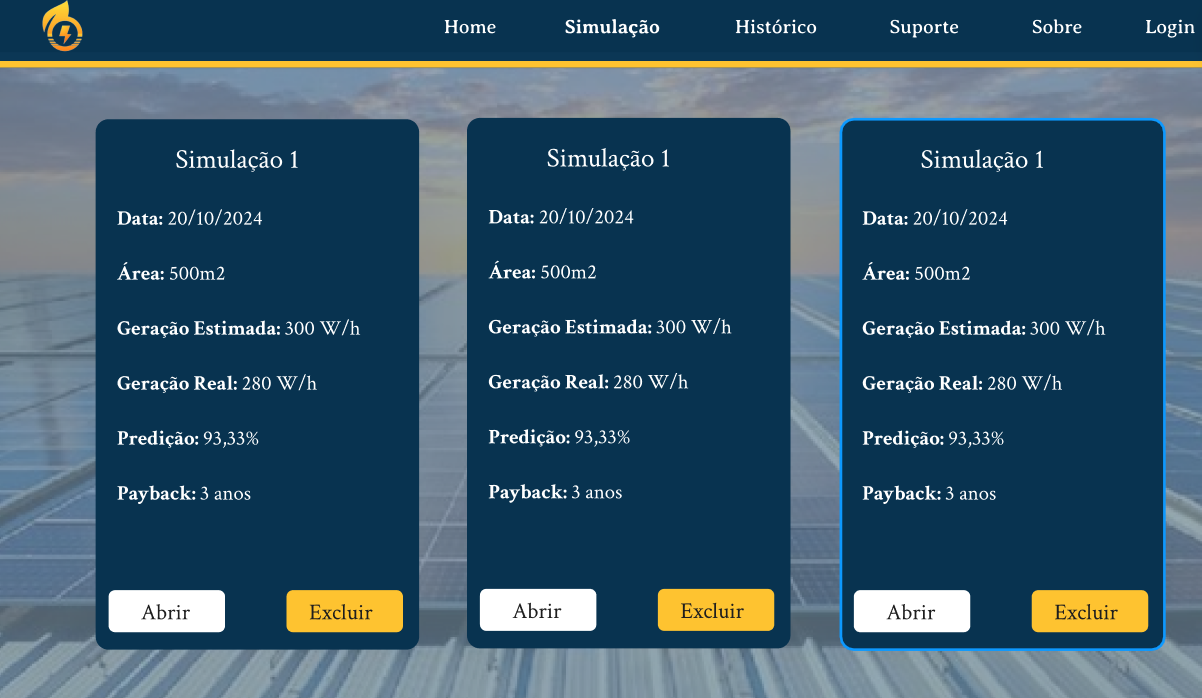 Home Simulação Histórico Suporte Sobre Login
Simulação 1
Data: 20/10/2024
Área: 500m2
Geração Estimada: 300 W/h
Geração Real: 280 W/h
Predição: 93,33%
Payback: 3 anos
Abrir Excluir
Simulação 1
Data: 20/10/2024
Área: 500m2
Geração Estimada: 300 W/h
Geração Real: 280 W/h
Predição: 93,33%
Payback: 3 anos
Abrir Excluir
Simulação 1
Data: 20/10/2024
Área: 500m2
Geração Estimada: 300 W/h
Geração Real: 280 W/h
Predição: 93,33%
Payback: 3 anos
Abrir Excluir